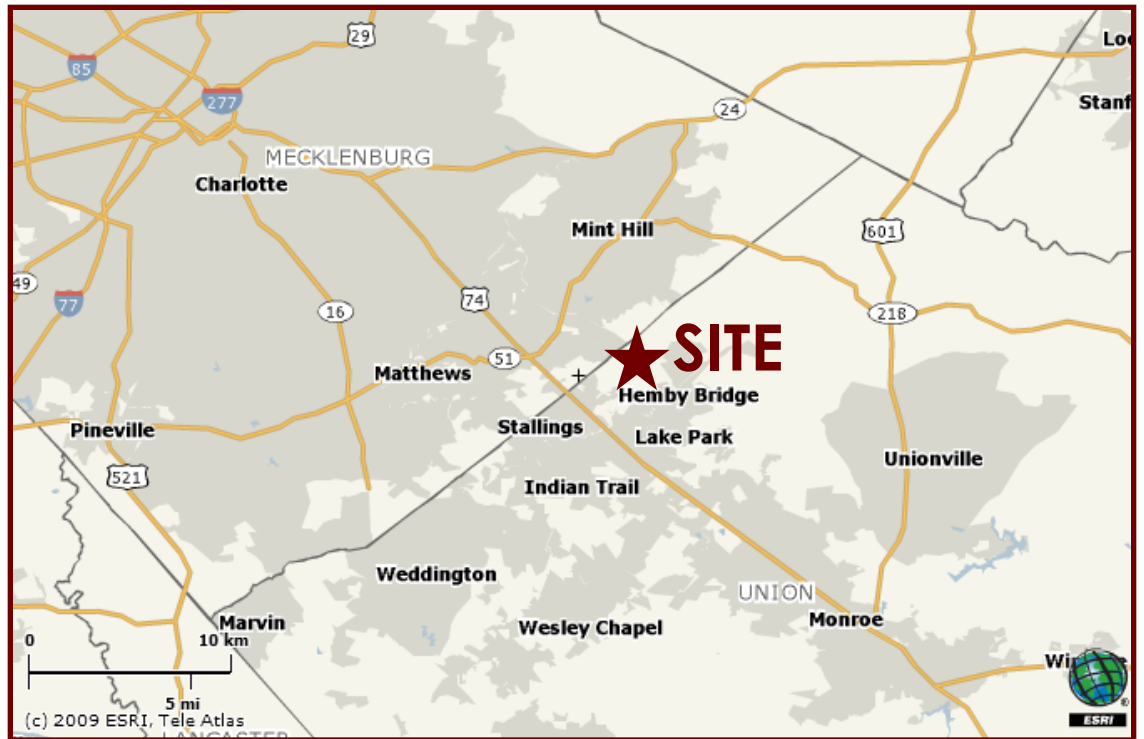 29
85
Lo
277
Stanf
24
MECKLENBURG
Charlotte
Mint Hill
601
49
77
74
16
218
SITE
51
Matthews
Hemby Bridge
Stallings
Pineville
Lake Park
Unionville
521
Indian Trail
Weddington
UNION
Marvin
Wesley Chapel
Monroe
0 10 km
5 mi
(c) 2009 ESRI, Tele Atlas
LANCASTER
ESRI